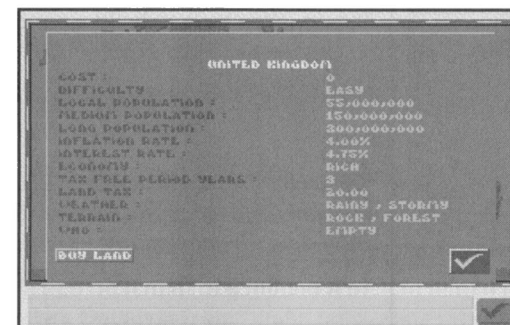 UNITED KINGDOM
COST : 0
DIFFICULTY EASY
LOCAL POPULATION : 55,000,000
MEDIUM POPULATION : 150,000,000
LONG POPULATION : 300,000,000
INFLATION RATE : 4.00%
INTEREST RATE : 4.75%
ECONOMY : RICH
TAX FREE PERIOD YEARS : 3
LAND TAX : 20.00
WEATHER : RAINY , STORMY
TERRAIN : ROCK , FOREST
WHO : EMPTY
BUY LAND